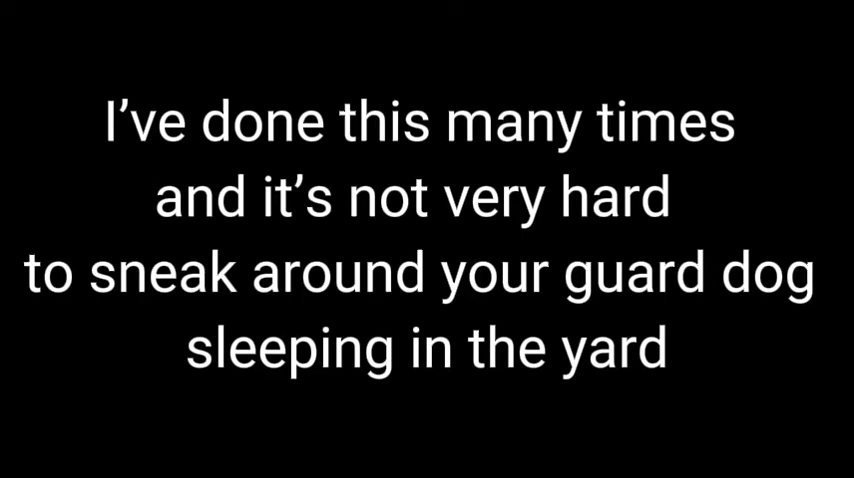 I’ve done this many times
and it’s not very hard
to sneak around your guard dog
sleeping in the yard